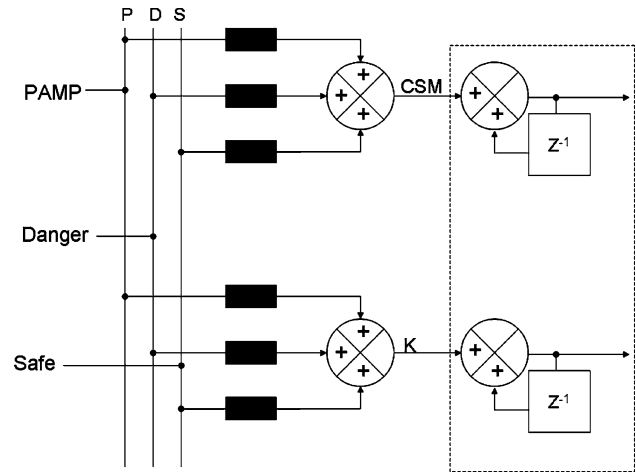 P D S
PAMP
+
+
+
CSM
+
+
Z-1
Danger
Safe
+
+
+
K
+
+
Z-1